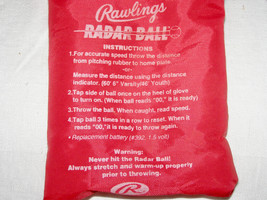 Rawlings
RADAR BALL
INSTRUCTIONS
1.For accurate speed throw the distance
from pitching rubber to home plate
-or-
Measure the distance using the distance
indicator. (60' 6" Varsity/46' Youth)
2.Tap side of ball once on the heel of glove
to turn on. (When ball reads "00," it is ready)
3.Throw the ball. When caught, read speed.
4.Tap ball 3 times in a row to reset. When it
reads "00," it is ready to throw again.
• Replacement battery (#392, 1.5 volt)
Warning:
Never hit the Radar Ball!
Always stretch and warm-up properly
prior to throwing.
R